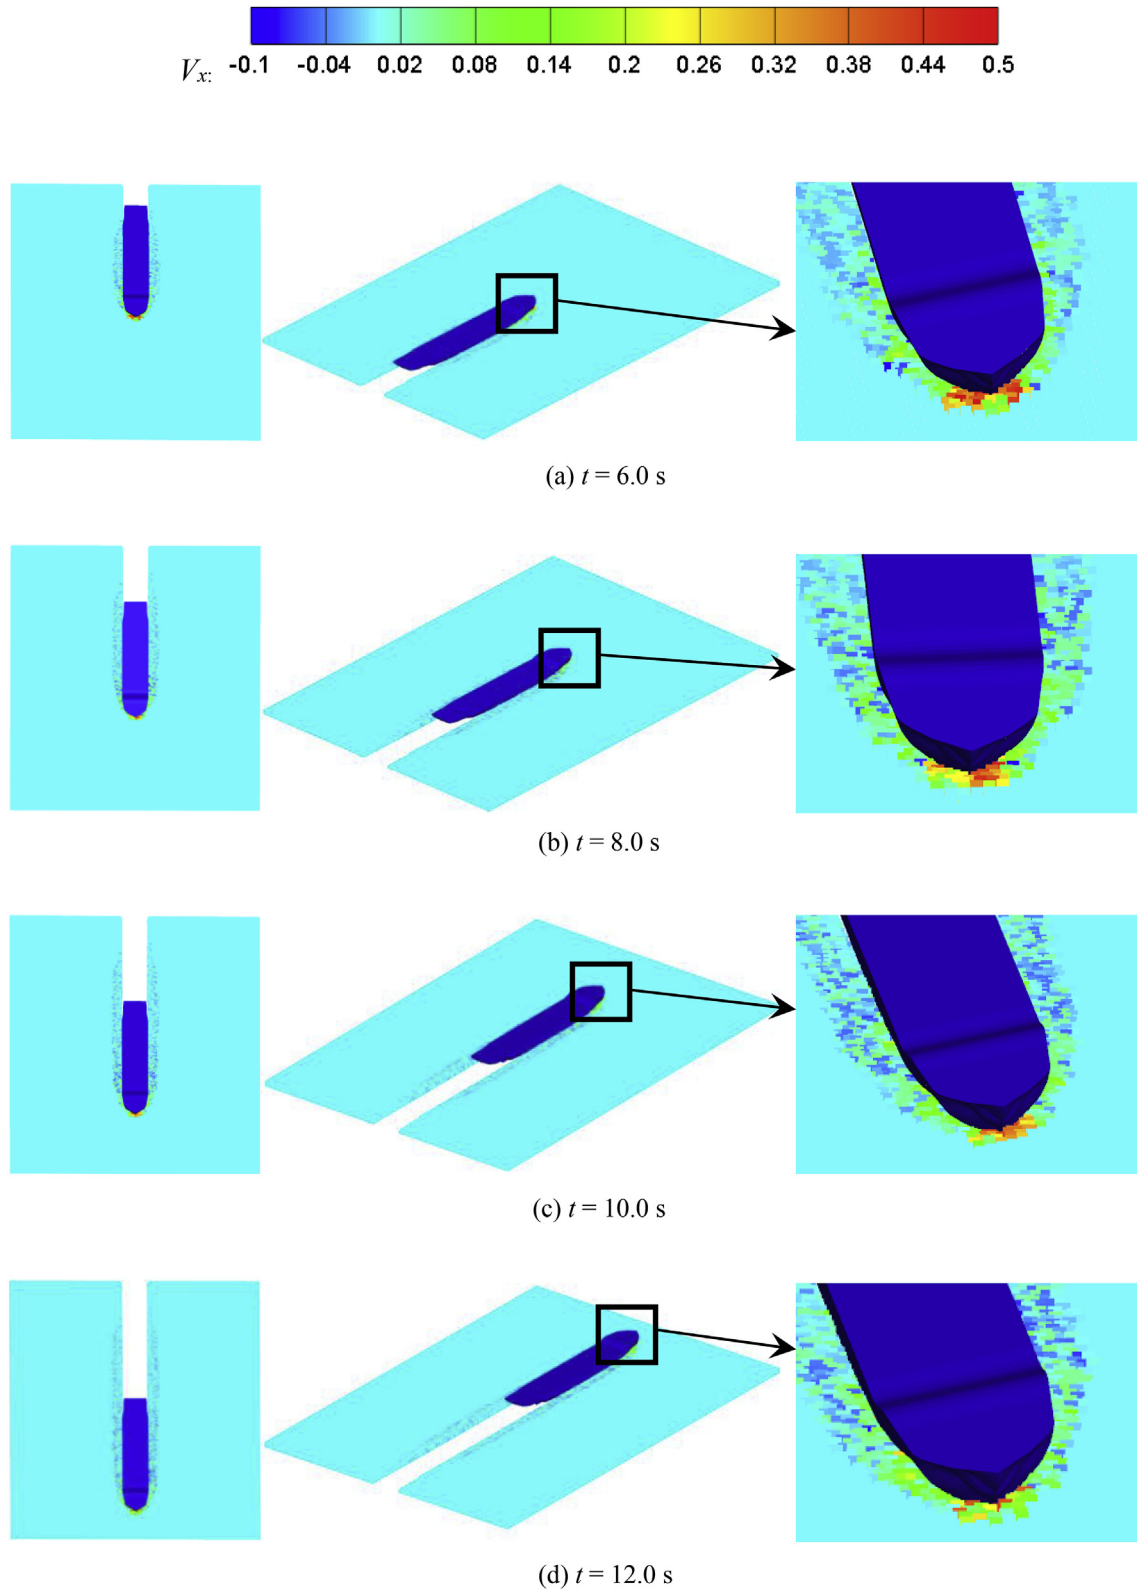 Vx: -0.1 -0.04 0.02 0.08 0.14 0.2 0.26 0.32 0.38 0.44 0.5
(a) t = 6.0 s
(b) t = 8.0 s
(c) t = 10.0 s
(d) t = 12.0 s